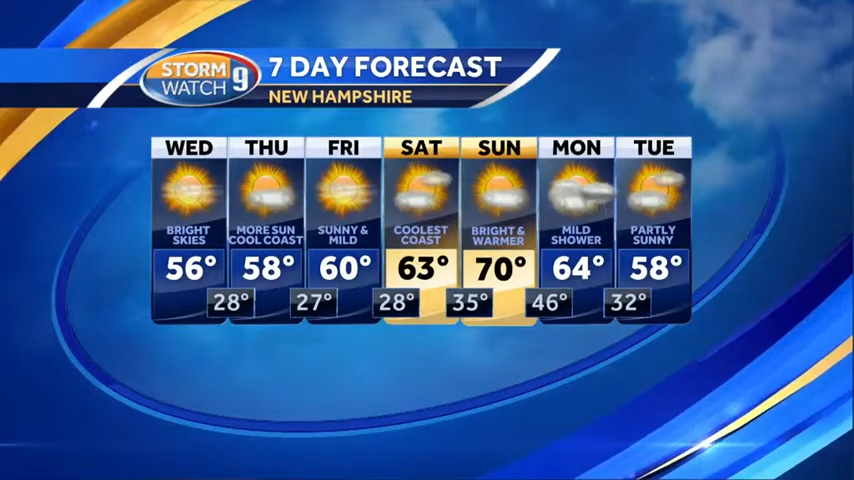 STORM
WATCH 9
7 DAY FORECAST
NEW HAMPSHIRE
WED THU FRI SAT SUN MON TUE
BRIGHT SKIES
MORE SUN COOL COAST
SUNNY & MILD
COOLEST COAST
BRIGHT & WARMER
MILD SHOWER
PARTLY SUNNY
56° 58° 60° 63° 70° 64° 58°
28° 27° 28° 35° 46° 32°